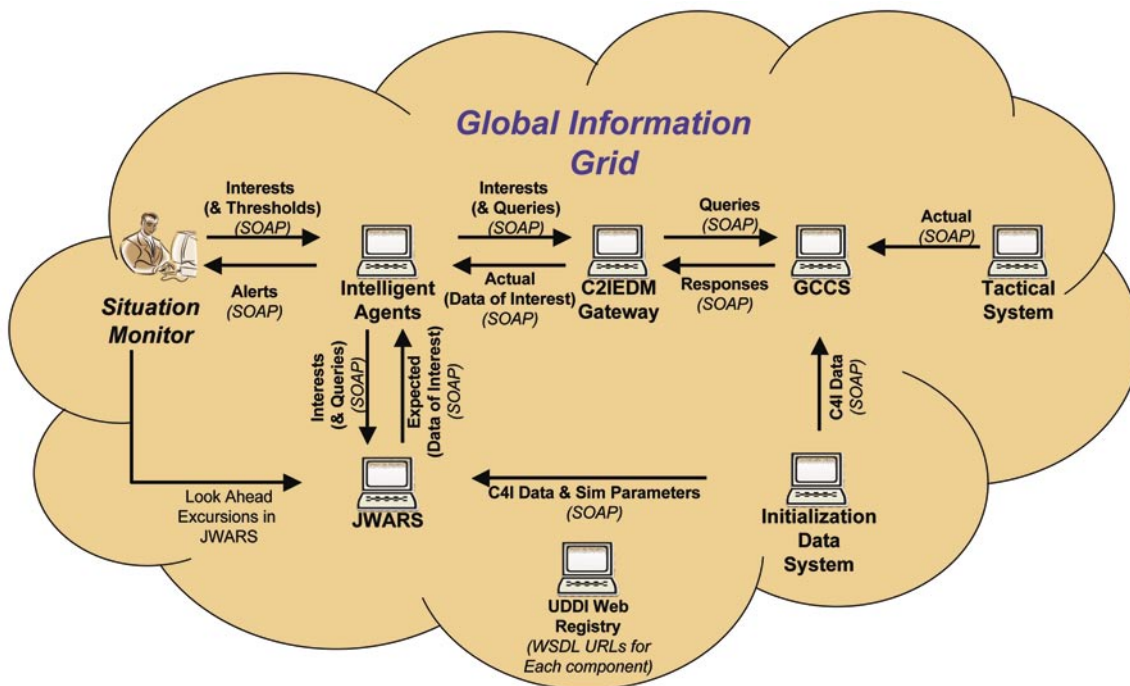 Global Information
Grid
Interests
(& Thresholds)
(SOAP)
Interests
(& Queries)
(SOAP)
Queries
(SOAP)
Actual
(SOAP)
Alerts
(SOAP)
Situation
Monitor
Intelligent
Agents
Actual
(Data of Interest)
(SOAP)
C2IEDM
Gateway
Responses
(SOAP)
GCCS
Tactical
System
Interests
(& Queries)
(SOAP)
Expected
(Data of Interest)
(SOAP)
C4I Data
(SOAP)
Look Ahead
Excursions in
JWARS
JWARS
C4I Data & Sim Parameters
(SOAP)
Initialization
Data
System
UDDI Web
Registry
(WSDL URLs for
Each component)